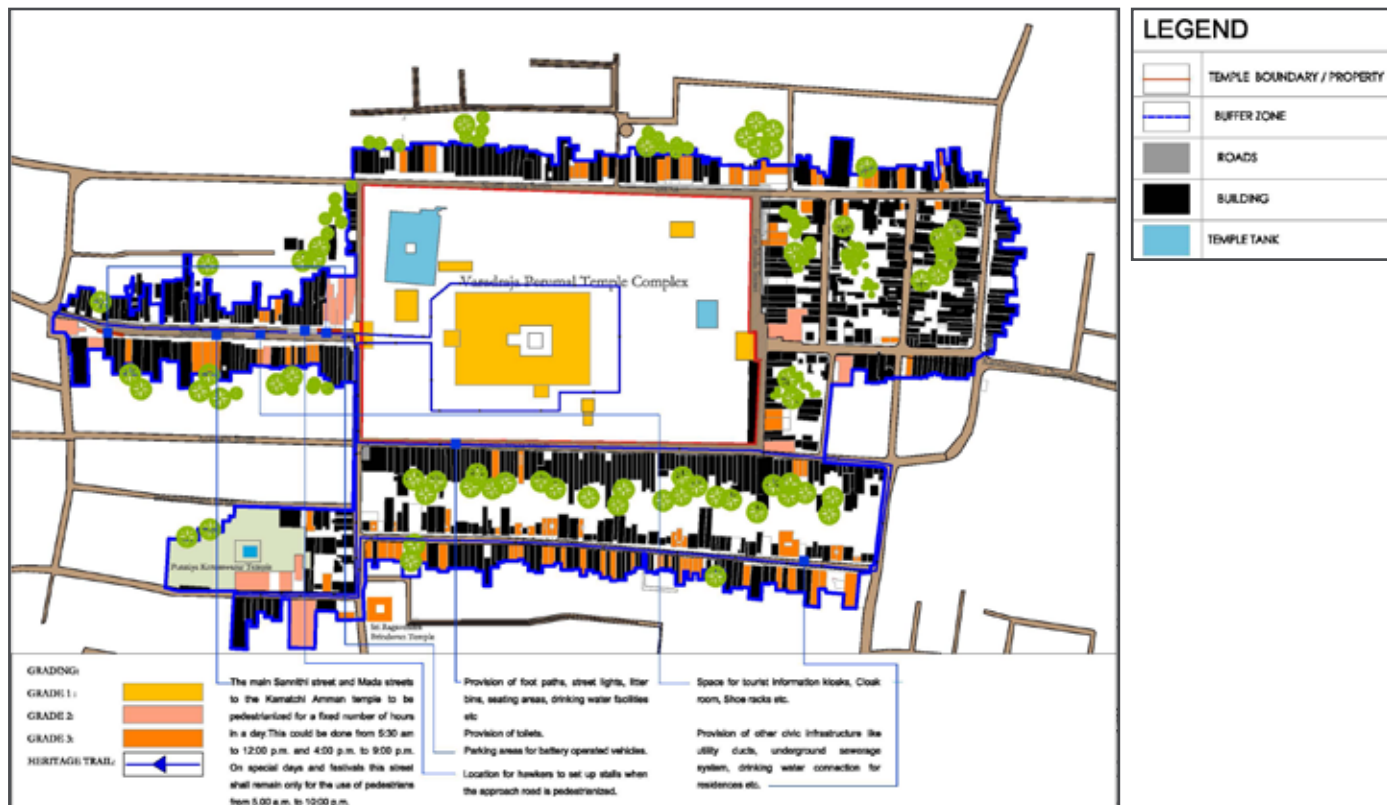 LEGEND
TEMPLE BOUNDARY / PROPERTY
BUFFER ZONE
ROADS
BUILDING
TEMPLE TANK
Varadraja Perumal Temple Complex
Temple
Sri
Brindavan Temple
GRADING:
GRADE 1 :
GRADE 2:
GRADE 3:
HERITAGE TRAIL:
The main Sannithi street and Mada streets
to the Kamatchi Amman temple to be
pedestrianized for a fixed number of hours
in a day. This could be done from 5:30 am
to 12:00 p.m. and 4:00 p.m. to 9:00 p.m.
On special days and festivals this street
shall remain only for the use of pedestrians
from 5.00 a.m. to 10:00 p.m.
Provision of foot paths, street lights, litter
bins, seating areas, drinking water facilities
etc
Provision of toilets.
Parking areas for battery operated vehicles.
Location for hawkers to set up stalls when
the approach road is pedestrianized.
Space for tourist information kiosks, Cloak
room, Shoe racks etc.
Provision of other civic infrastructure like
utility ducts, underground sewerage
system, drinking water connection for
residences etc.